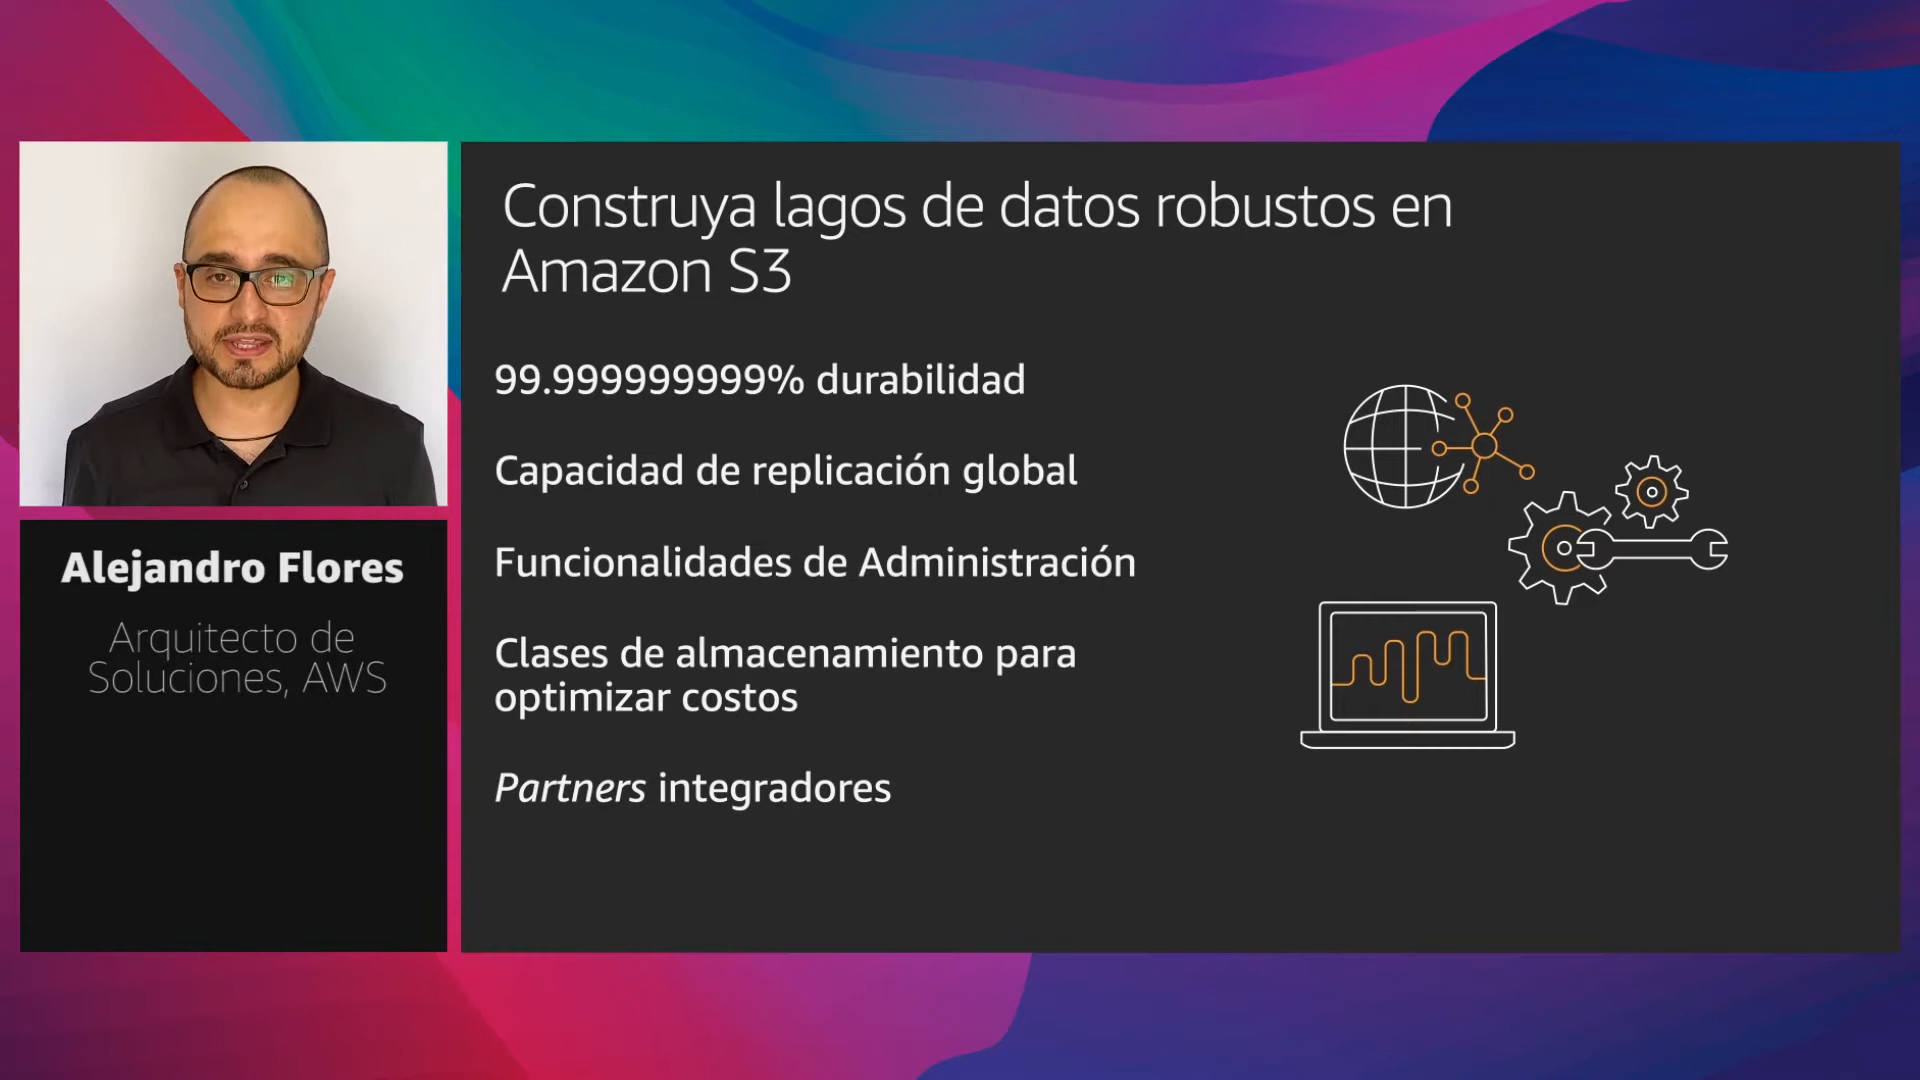 Construya lagos de datos robustos en
Amazon S3
99.999999999% durabilidad
Capacidad de replicación global
Funcionalidades de Administración
Clases de almacenamiento para
optimizar costos
Partners integradores
Alejandro Flores
Arquitecto de
Soluciones, AWS